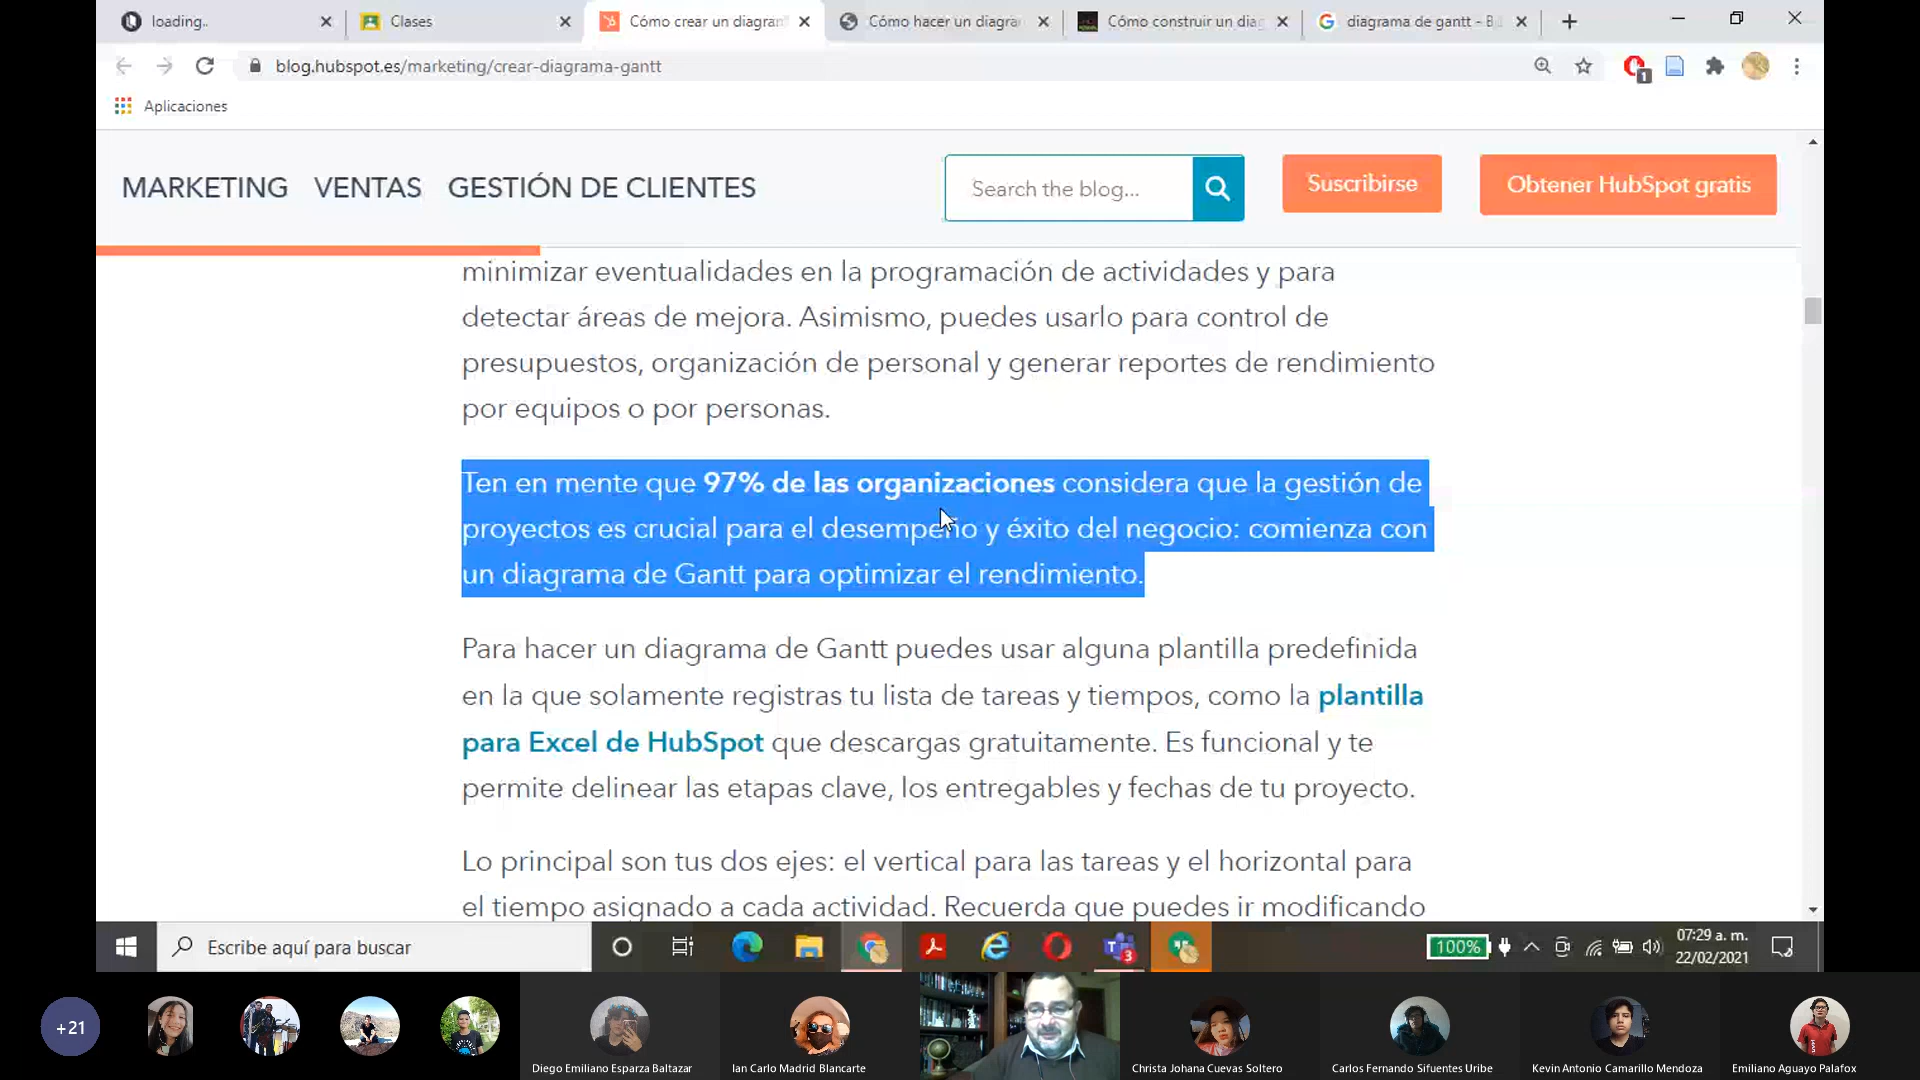 loading..
Clases
Cómo crear un diagran
Cómo hacer un diagra
Cómo construir un dia
diagrama de gantt - B
blog.hubspot.es/marketing/crear-diagrama-gantt
1
Aplicaciones
MARKETING VENTAS GESTIÓN DE CLIENTES
Search the blog...
Suscribirse
Obtener HubSpot gratis
minimizar eventualidades en la programación de actividades y para
detectar áreas de mejora. Asimismo, puedes usarlo para control de
presupuestos, organización de personal y generar reportes de rendimiento
por equipos o por personas.
Ten en mente que 97% de las organizaciones considera que la gestión de
proyectos es crucial para el desempeño y éxito del negocio: comienza con
un diagrama de Gantt para optimizar el rendimiento.
Para hacer un diagrama de Gantt puedes usar alguna plantilla predefinida
en la que solamente registras tu lista de tareas y tiempos, como la plantilla
para Excel de HubSpot que descargas gratuitamente. Es funcional y te
permite delinear las etapas clave, los entregables y fechas de tu proyecto.
Lo principal son tus dos ejes: el vertical para las tareas y el horizontal para
el tiempo asignado a cada actividad. Recuerda que puedes ir modificando
Escribe aquí para buscar
3
100%
07:29 a. m.
22/02/2021
+21
Diego Emiliano Esparza Baltazar
Ian Carlo Madrid Blancarte
Christa Johana Cuevas Soltero
Carlos Fernando Sifuentes Uribe
Kevin Antonio Camarillo Mendoza
Emiliano Aguayo Palafox